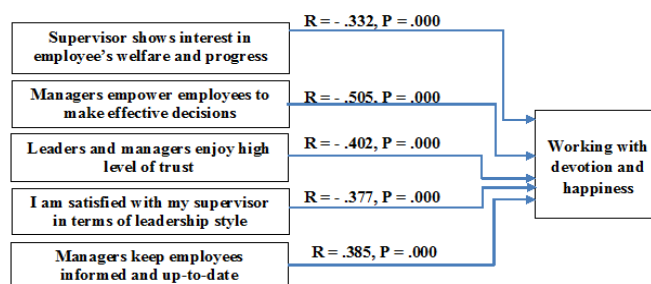 R = - .332, P = .000
Supervisor shows interest in
employee's welfare and progress
R = - .505, P = .000
Managers empower employees to
make effective decisions
R = - .402, P = .000
Leaders and managers enjoy high
level of trust
R = - .377, P = .000
I am satisfied with my supervisor
in terms of leadership style
R = .385, P = .000
Managers keep employees
informed and up-to-date
Working with
devotion and
happiness